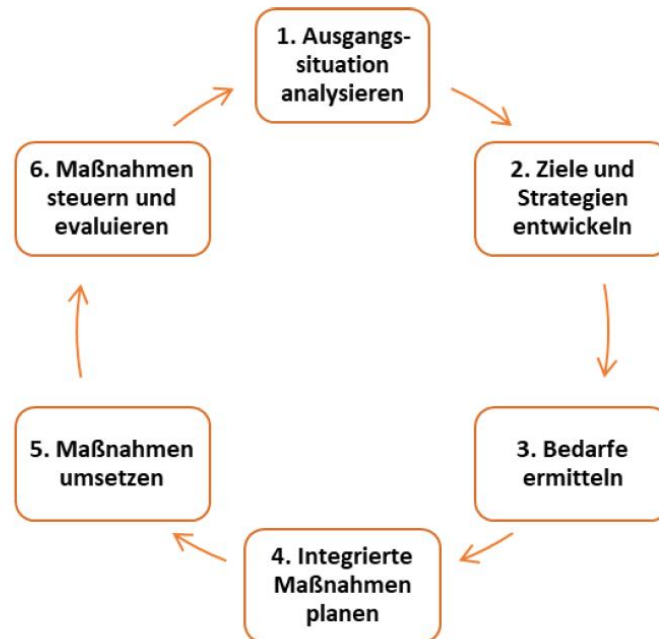 1. Ausgangs-
situation
analysieren
2. Ziele und
Strategien
entwickeln
3. Bedarfe
ermitteln
4. Integrierte
Maßnahmen
planen
5. Maßnahmen
umsetzen
6. Maßnahmen
steuern und
evaluieren